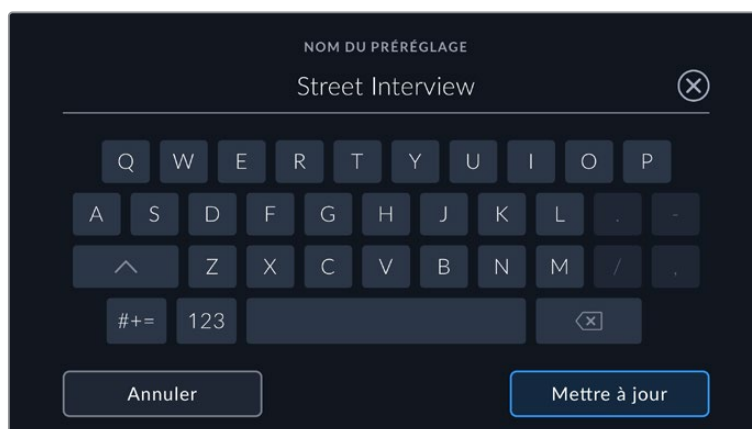 NOM DU PRÉRÉGLAGE
Street Interview
Q W E R T Y U I O P
A S D F G H J K L . -
Z X C V B N M / ,
#+= 123
Annuler Mettre à jour